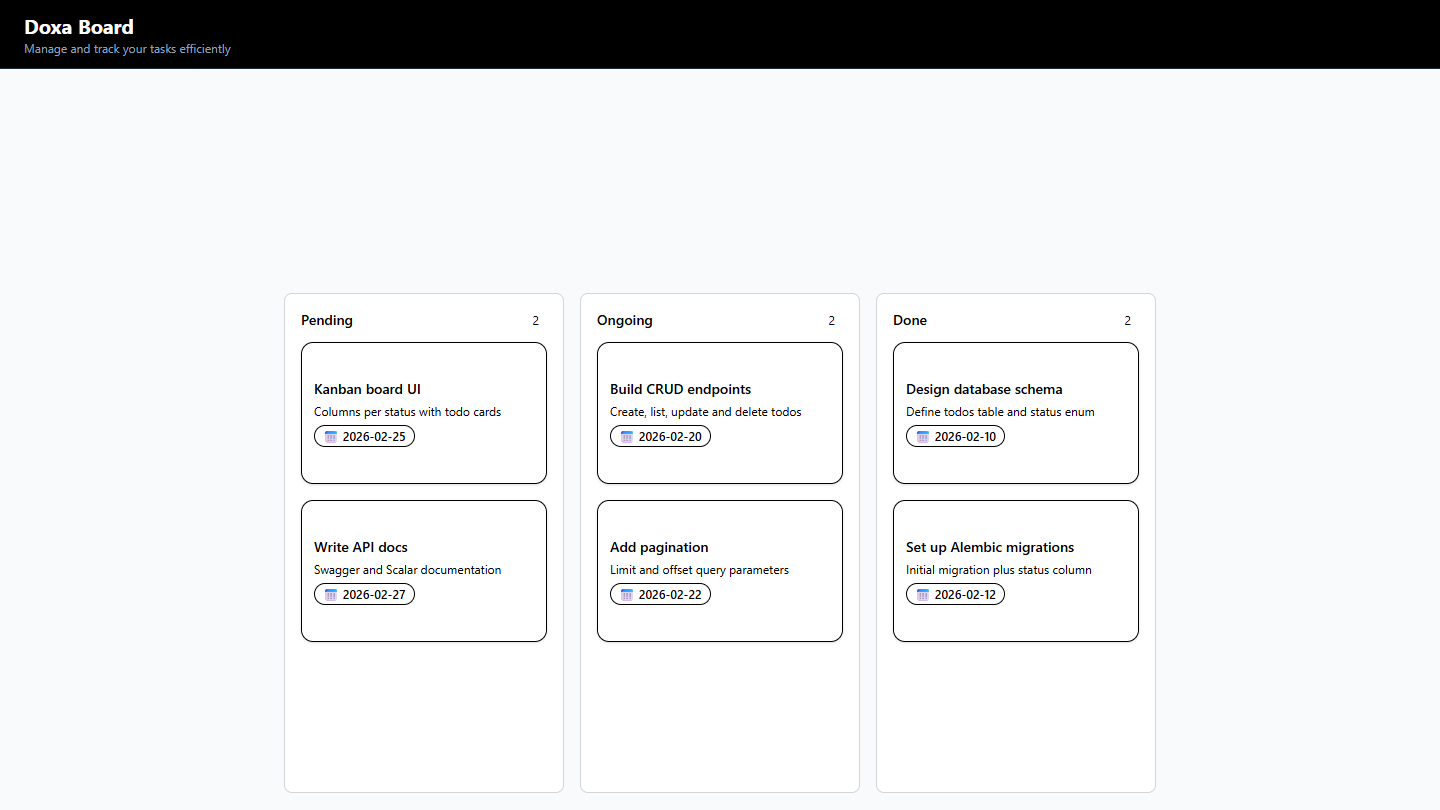 Doxa Board
Manage and track your tasks efficiently
Pending 2
Kanban board UI
Columns per status with todo cards
2026-02-25
Write API docs
Swagger and Scalar documentation
2026-02-27
Ongoing 2
Build CRUD endpoints
Create, list, update and delete todos
2026-02-20
Add pagination
Limit and offset query parameters
2026-02-22
Done 2
Design database schema
Define todos table and status enum
2026-02-10
Set up Alembic migrations
Initial migration plus status column
2026-02-12